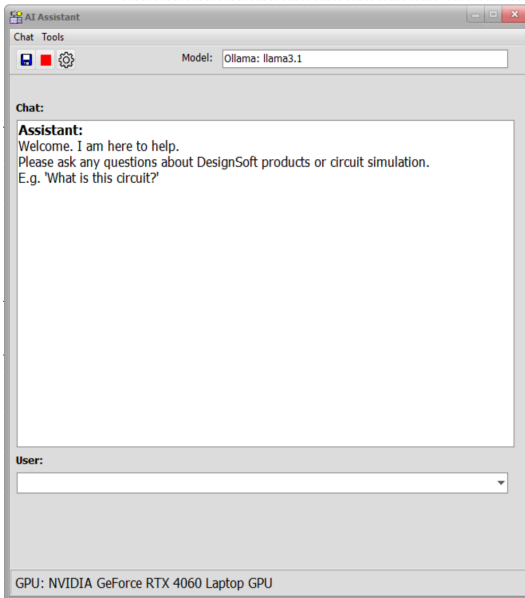 AI Assistant
Chat Tools
Model: Ollama: llama3.1
Chat:
Assistant:
Welcome. I am here to help.
Please ask any questions about DesignSoft products or circuit simulation.
E.g. 'What is this circuit?'
User:
GPU: NVIDIA GeForce RTX 4060 Laptop GPU